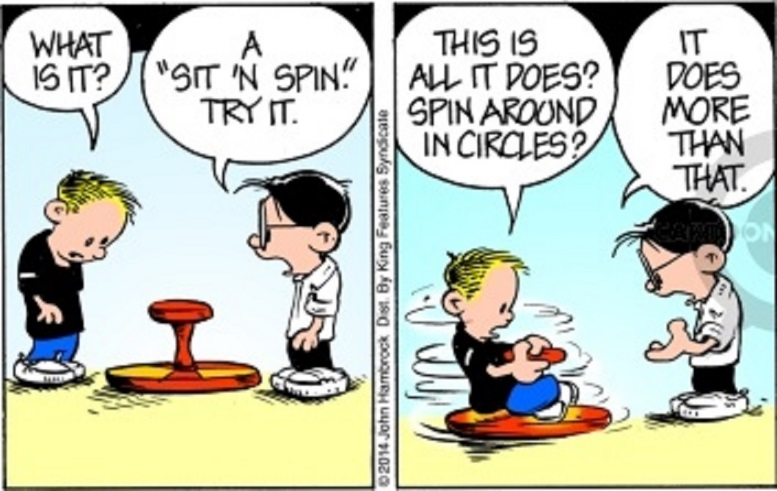 WHAT
IS IT?
A
"SIT 'N SPIN."
TRY IT.
© 2014 John Hambrock Dist. By King Features Syndicate
THIS IS
ALL IT DOES?
SPIN AROUND
IN CIRCLES?
IT
DOES
MORE
THAN
THAT.